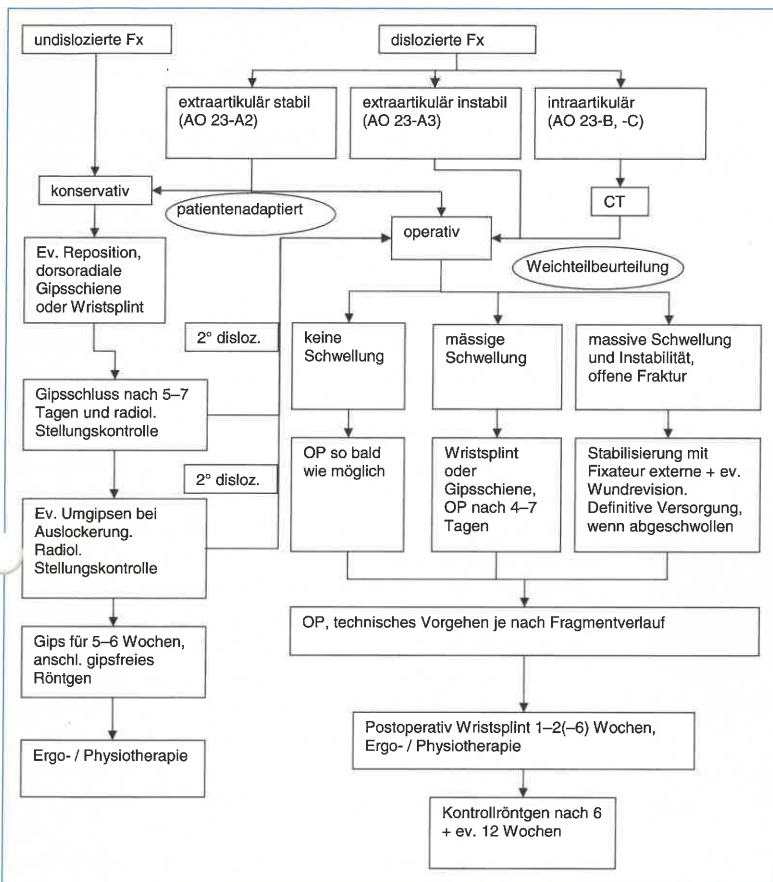 undislozierte Fx
dislozierte Fx
extraartikulär stabil
(AO 23-A2)
extraartikulär instabil
(AO 23-A3)
intraartikulär
(AO 23-B, -C)
konservativ
patientenadaptiert
CT
operativ
Weichteilbeurteilung
Ev. Reposition,
dorsoradiale
Gipsschiene
oder Wristsplint
2° disloz.
keine
Schwellung
mässige
Schwellung
massive Schwellung
und Instabilität,
offene Fraktur
Gipsschluss nach 5–7
Tagen und radiol.
Stellungskontrolle
2° disloz.
OP so bald
wie möglich
Wristsplint
oder
Gipsschiene,
OP nach 4–7
Tagen
Stabilisierung mit
Fixateur externe + ev.
Wundrevision.
Definitive Versorgung,
wenn abgeschwollen
Ev. Umgipsen bei
Auslockerung.
Radiol.
Stellungskontrolle
OP, technisches Vorgehen je nach Fragmentverlauf
Gips für 5–6 Wochen,
anschl. gipsfreies
Röntgen
Postoperativ Wristsplint 1–2(–6) Wochen,
Ergo- / Physiotherapie
Ergo- / Physiotherapie
Kontrollröntgen nach 6
+ ev. 12 Wochen